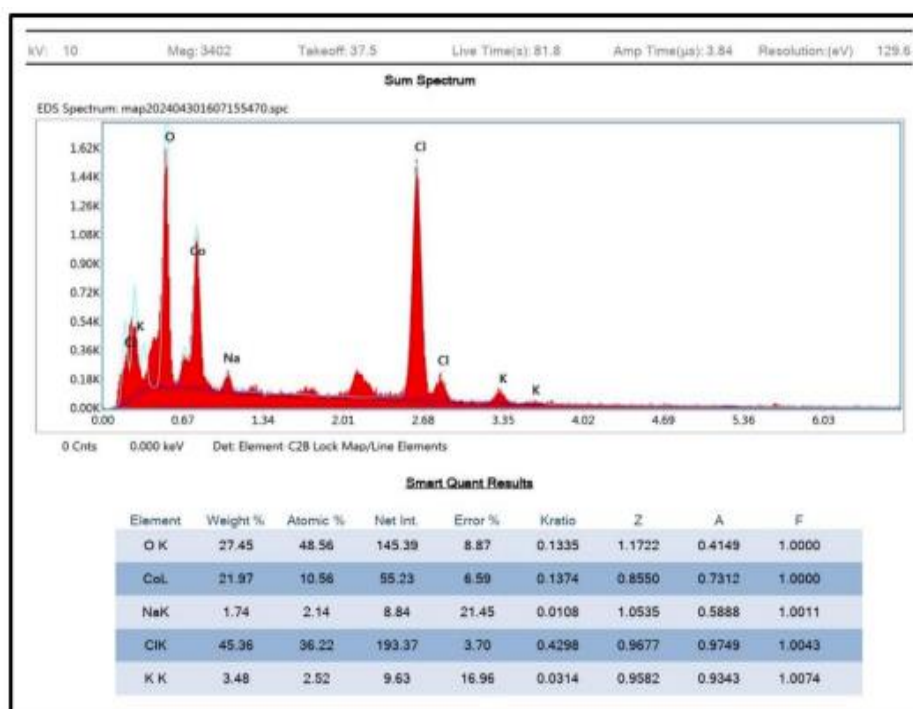 kV: 10 Mag: 3402 Takeoff: 37.5 Live Time(s): 81.8 Amp Time(µs): 3.84 Resolution:(eV) 129.6
Sum Spectrum
EDS Spectrum: map202404301607155470.spc
1.62K
1.44K
1.26K
1.08K
0.90K
0.72K
0.54K
0.36K
0.18K
0.00K
O
Cl
Co
K
Cl
Na
Cl
K
K
0.00 0.67 1.34 2.01 2.68 3.35 4.02 4.69 5.36 6.03
0 Cnts 0.000 keV Det: Element-C2B Lock Map/Line Elements
Smart Quant Results
Element Weight % Atomic % Net Int. Error % Kratio Z A F
O K 27.45 48.56 145.39 8.87 0.1335 1.1722 0.4149 1.0000
CoL 21.97 10.56 55.23 6.59 0.1374 0.8550 0.7312 1.0000
NaK 1.74 2.14 8.84 21.45 0.0108 1.0535 0.5888 1.0011
ClK 45.36 36.22 193.37 3.70 0.4298 0.9677 0.9749 1.0043
K K 3.48 2.52 9.63 16.96 0.0314 0.9582 0.9343 1.0074